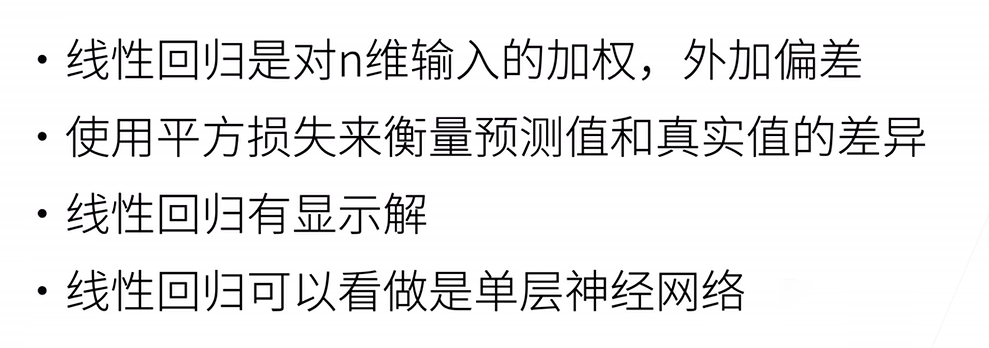 • 线性回归是对n维输入的加权，外加偏差
• 使用平方损失来衡量预测值和真实值的差异
• 线性回归有显示解
• 线性回归可以看做是单层神经网络